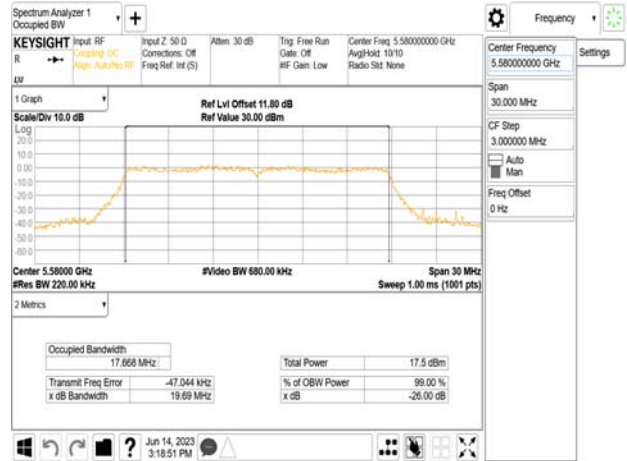 Spectrum Analyzer 1
Occupied BW
Frequency
KEYSIGHT
Input: RF
Coupling: DC
Align: Auto/No RF
Input Z: 50 Ω
Corrections: Off
Freq Ref: Int (S)
Atten: 30 dB
Trig: Free Run
Gate: Off
#IF Gain: Low
Center Freq: 5.580000000 GHz
Avg|Hold: 10/10
Radio Std: None
R
LXI
1 Graph
Scale/Div 10.0 dB
Ref Lvl Offset 11.80 dB
Ref Value 30.00 dBm
Log
20.0
10.0
0.00
-10.0
-20.0
-30.0
-40.0
-50.0
-60.0
Center 5.58000 GHz
#Video BW 680.00 kHz
Span 30 MHz
#Res BW 220.00 kHz
Sweep 1.00 ms (1001 pts)
2 Metrics
Occupied Bandwidth
17.668 MHz
Total Power 17.5 dBm
Transmit Freq Error -47.044 kHz
% of OBW Power 99.00 %
x dB Bandwidth 19.69 MHz
x dB -26.00 dB
Jun 14, 2023
3:18:51 PM
Center Frequency
5.580000000 GHz
Settings
Span
30.000 MHz
CF Step
3.000000 MHz
Auto
Man
Freq Offset
0 Hz